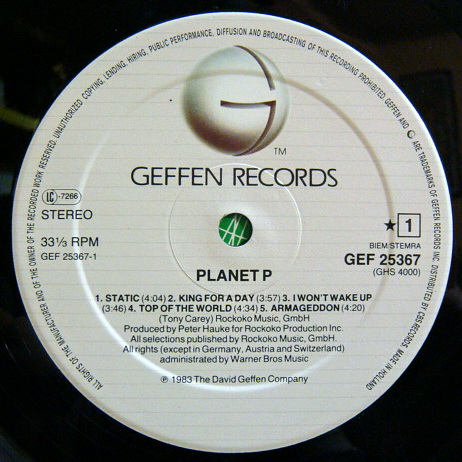 ALL RIGHTS OF THE MANUFACTURER AND OF THE OWNER OF THE RECORDED WORK RESERVED. UNAUTHORIZED COPYING, LENDING, HIRING, PUBLIC PERFORMANCE, DIFFUSION AND BROADCASTING OF THIS RECORDING PROHIBITED. GEFFEN AND G ARE TRADEMARKS OF GEFFEN RECORDS INC. DISTRIBUTED BY CBS RECORDS. MADE IN HOLLAND
G
TM
GEFFEN RECORDS
LC-7266
STEREO
★1
BIEM/STEMRA
33⅓ RPM
GEF 25367
GEF 25367-1
(GHS 4000)
PLANET P
1. STATIC (4:04) 2. KING FOR A DAY (3:57) 3. I WON'T WAKE UP
(3:46) 4. TOP OF THE WORLD (4:34) 5. ARMAGEDDON (4:20)
(Tony Carey) Rockoko Music, GmbH
Produced by Peter Hauke for Rockoko Production Inc.
All selections published by Rockoko Music, GmbH.
All rights (except in Germany, Austria and Switzerland)
administrated by Warner Bros Music
℗ 1983 The David Geffen Company